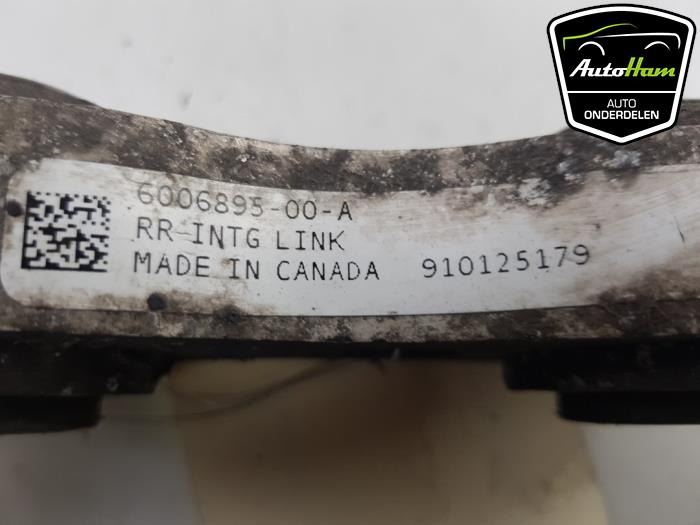 AutoHam
AUTO
ONDERDELEN
6006895-00-A
RR INTG LINK
MADE IN CANADA 910125179